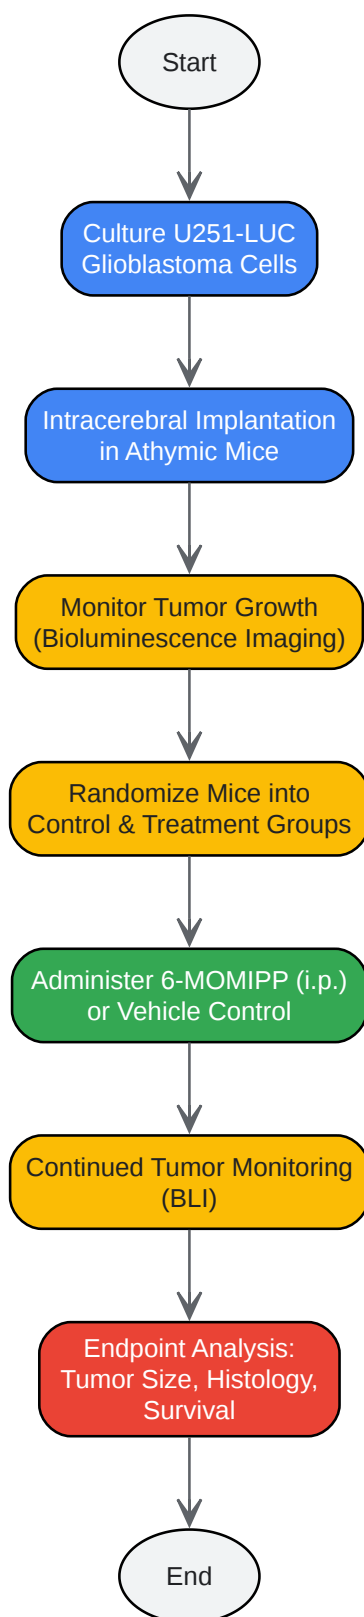 Start
Culture U251-LUC
Glioblastoma Cells
Intracerebral Implantation
in Athymic Mice
Monitor Tumor Growth
(Bioluminescence Imaging)
Randomize Mice into
Control & Treatment Groups
Administer 6-MOMIPP (i.p.)
or Vehicle Control
Continued Tumor Monitoring
(BLI)
Endpoint Analysis:
Tumor Size, Histology,
Survival
End